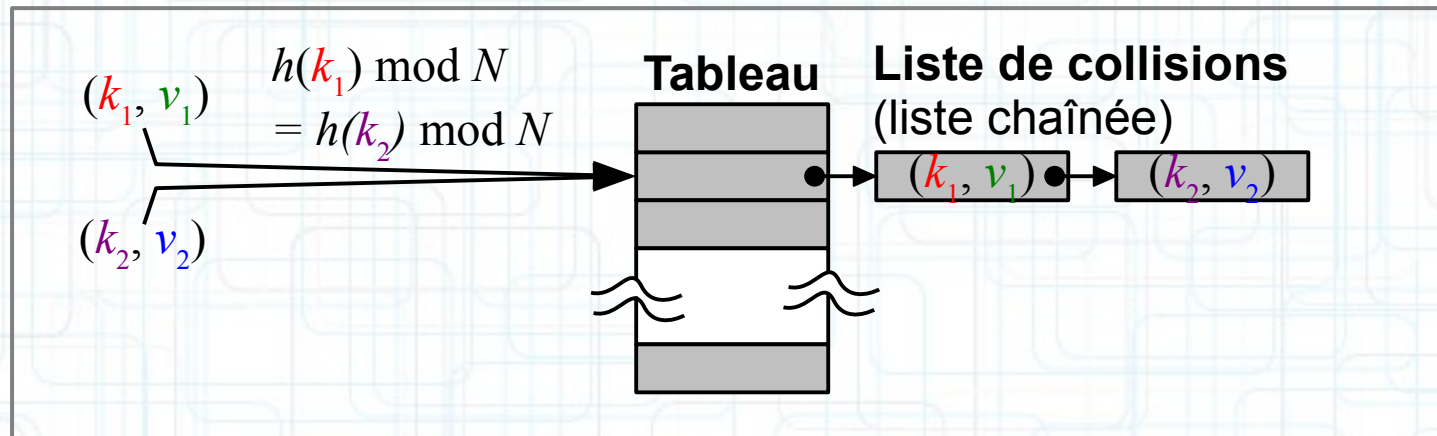 (k₁, v₁)
h(k₁) mod N
= h(k₂) mod N
(k₂, v₂)
Tableau
Liste de collisions
(liste chaînée)
(k₁, v₁)
(k₂, v₂)